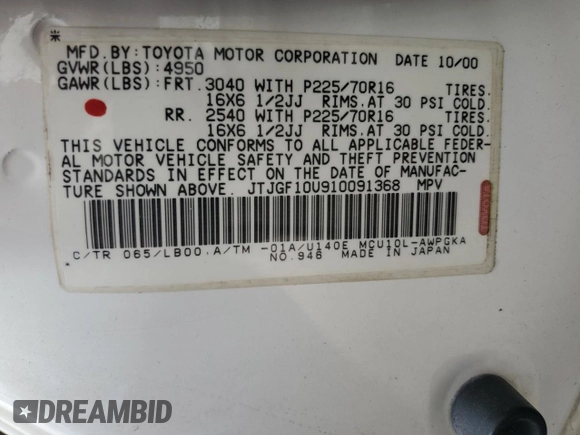 MFD. BY: TOYOTA MOTOR CORPORATION DATE 10/00
GVWR(LBS): 4950
GAWR(LBS): FRT. 3040 WITH P225/70R16 TIRES.
16X6 1/2JJ RIMS. AT 30 PSI COLD.
RR. 2540 WITH P225/70R16 TIRES.
16X6 1/2JJ RIMS. AT 30 PSI COLD.
THIS VEHICLE CONFORMS TO ALL APPLICABLE FEDER-
AL MOTOR VEHICLE SAFETY AND THEFT PREVENTION
STANDARDS IN EFFECT ON THE DATE OF MANUFAC-
TURE SHOWN ABOVE. JTJGF10U910091368 MPV
C/TR 065/LB00. A/TM -01A/U140E MCU10L-AWPGKA
NO. 946 MADE IN JAPAN
DREAMBID